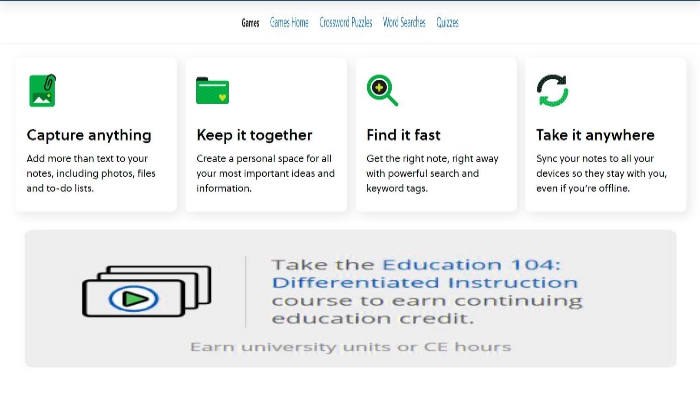 Games Games Home Crossword Puzzles Word Searches Quizzes
Capture anything
Add more than text to your
notes, including photos, files
and to-do lists.
Keep it together
Create a personal space for all
your most important ideas and
information.
Find it fast
Get the right note, right away
with powerful search and
keyword tags.
Take it anywhere
Sync your notes to all your
devices so they stay with you,
even if you're offline.
Take the Education 104:
Differentiated Instruction
course to earn continuing
education credit.
Earn university units or CE hours